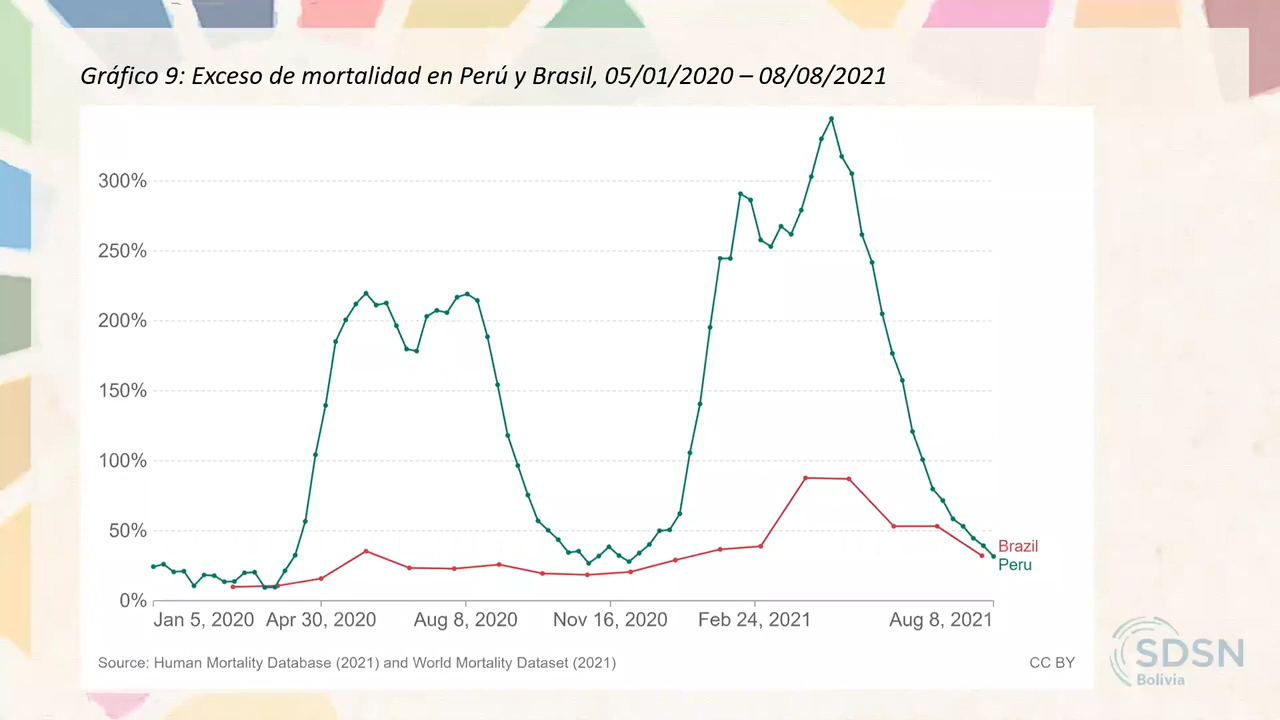 Gráfico 9: Exceso de mortalidad en Perú y Brasil, 05/01/2020 – 08/08/2021
300%
250%
200%
150%
100%
50%
0%
Brazil
Peru
Jan 5, 2020 Apr 30, 2020 Aug 8, 2020 Nov 16, 2020 Feb 24, 2021 Aug 8, 2021
Source: Human Mortality Database (2021) and World Mortality Dataset (2021) CC BY
SDSN
Bolivia